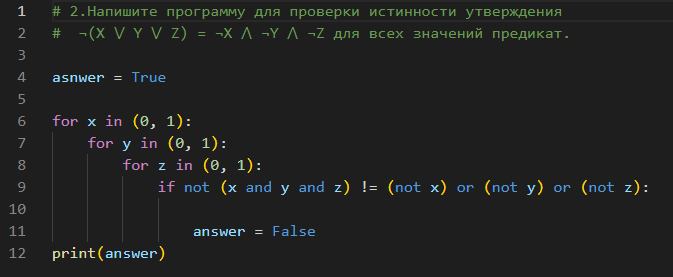 1 # 2.Напишите программу для проверки истинности утверждения
2 # ¬(X ⋁ Y ⋁ Z) = ¬X ⋀ ¬Y ⋀ ¬Z для всех значений предикат.
3
4 asnwer = True
5
6 for x in (0, 1):
7 for y in (0, 1):
8 for z in (0, 1):
9 if not (x and y and z) != (not x) or (not y) or (not z):
10
11 answer = False
12 print(answer)